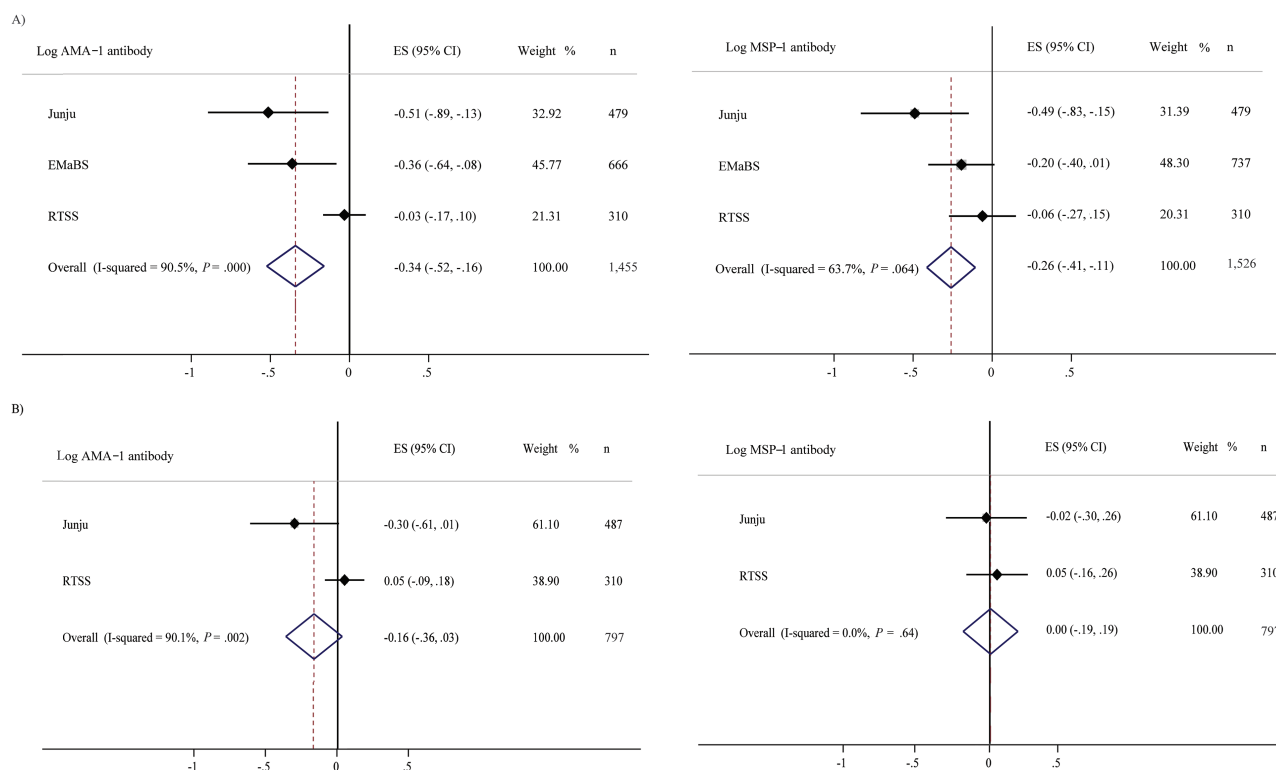 A)
Log AMA−1 antibody ES (95% CI) Weight % n
Junju -0.51 (-.89, -.13) 32.92 479
EMaBS -0.36 (-.64, -.08) 45.77 666
RTSS -0.03 (-.17, .10) 21.31 310
Overall (I-squared = 90.5%, P = .000) -0.34 (-.52, -.16) 100.00 1,455
-1 -.5 0 .5
Log MSP-1 antibody ES (95% CI) Weight % n
Junju -0.49 (-.83, -.15) 31.39 479
EMaBS -0.20 (-.40, .01) 48.30 737
RTSS -0.06 (-.27, .15) 20.31 310
Overall (I-squared = 63.7%, P = .064) -0.26 (-.41, -.11) 100.00 1,526
-1 -.5 0 .5
B)
Log AMA−1 antibody ES (95% CI) Weight % n
Junju -0.30 (-.61, .01) 61.10 487
RTSS 0.05 (-.09, .18) 38.90 310
Overall (I-squared = 90.1%, P = .002) -0.16 (-.36, .03) 100.00 797
-1 -.5 0 .5
Log MSP-1 antibody ES (95% CI) Weight % n
Junju -0.02 (-.30, .26) 61.10 487
RTSS 0.05 (-.16, .26) 38.90 310
Overall (I-squared = 0.0%, P = .64) 0.00 (-.19, .19) 100.00 797
-1 -.5 0 .5